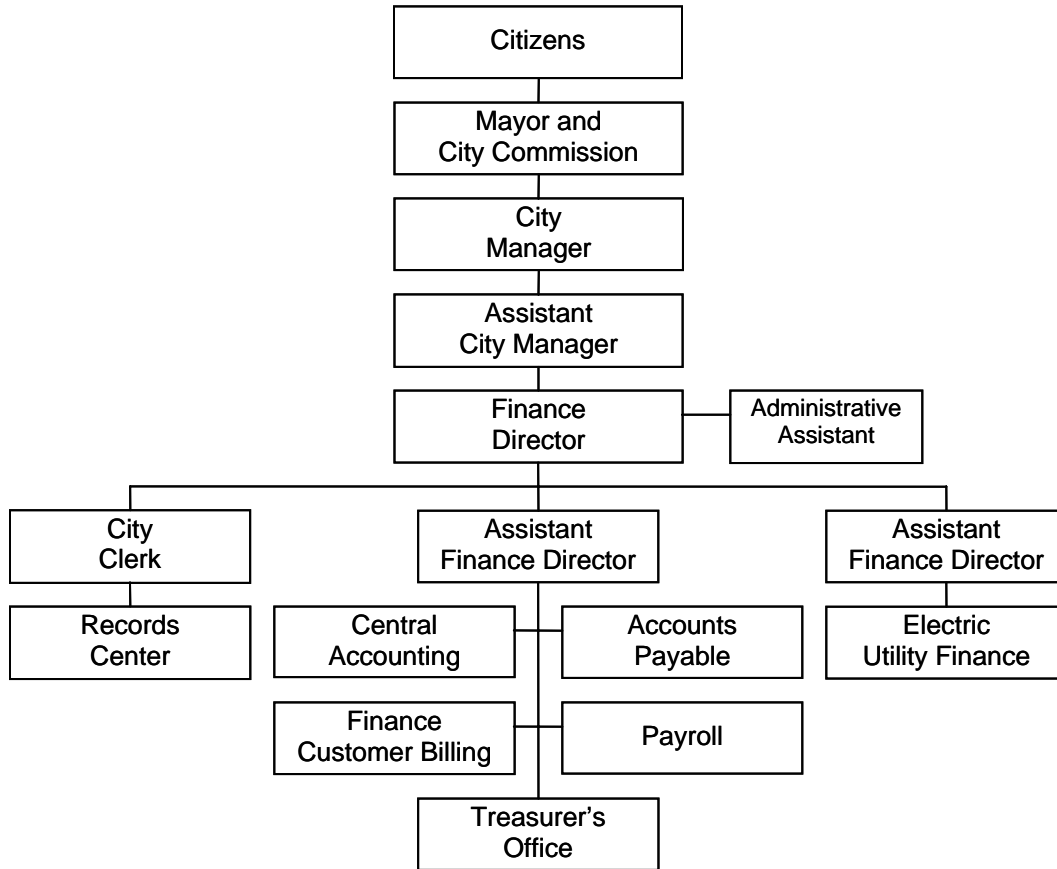 Citizens
Mayor and
City Commission
City
Manager
Assistant
City Manager
Finance
Director
Administrative
Assistant
City
Clerk
Assistant
Finance Director
Assistant
Finance Director
Records
Center
Central
Accounting
Accounts
Payable
Electric
Utility Finance
Finance
Customer Billing
Payroll
Treasurer's
Office